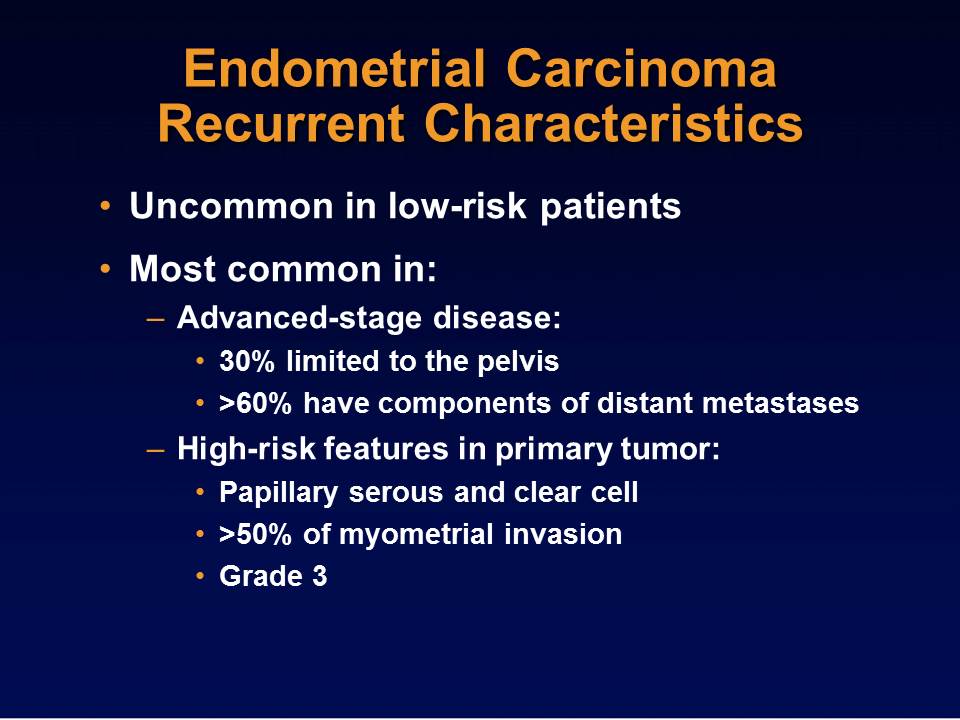 Endometrial Carcinoma
Recurrent Characteristics
• Uncommon in low-risk patients
• Most common in:
– Advanced-stage disease:
• 30% limited to the pelvis
• >60% have components of distant metastases
– High-risk features in primary tumor:
• Papillary serous and clear cell
• >50% of myometrial invasion
• Grade 3